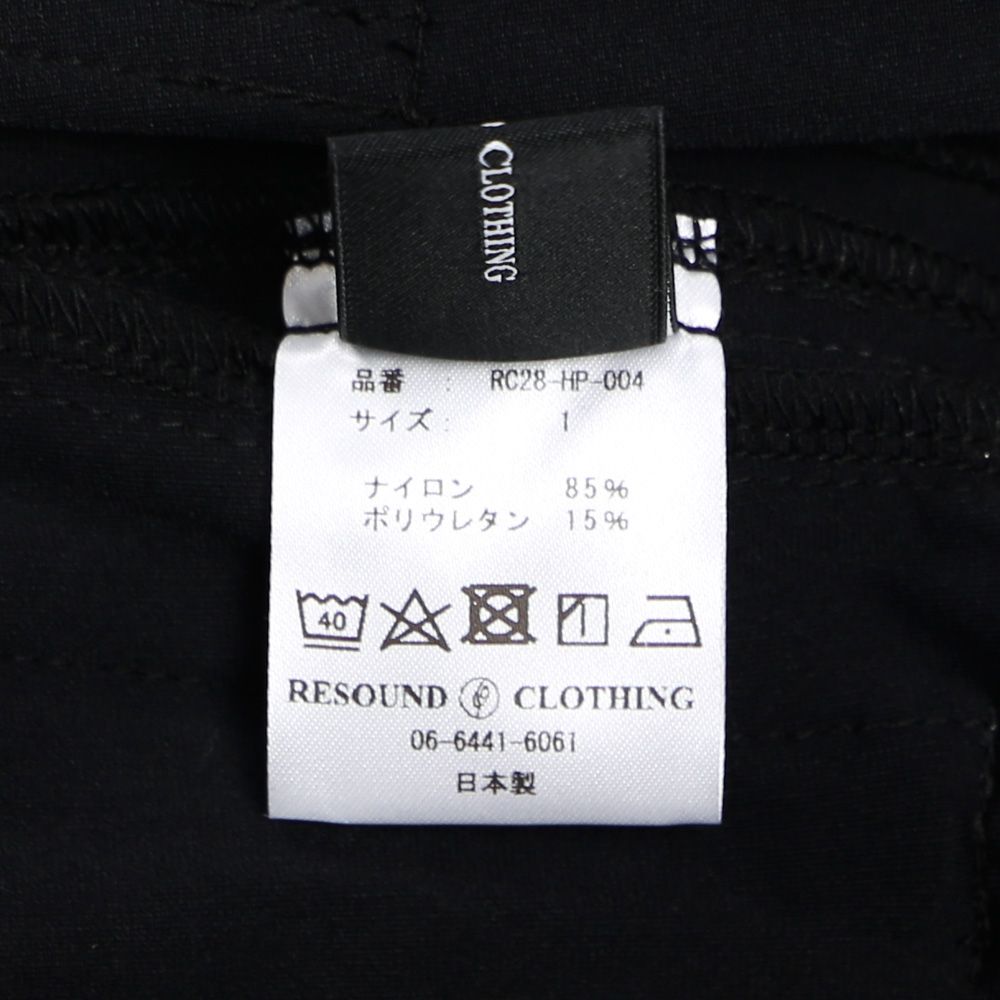 CLOTHING
品番 : RC28-HP-004
サイズ : 1
ナイロン 85%
ポリウレタン 15%
40
RESOUND CLOTHING
06-6441-6061
日本製